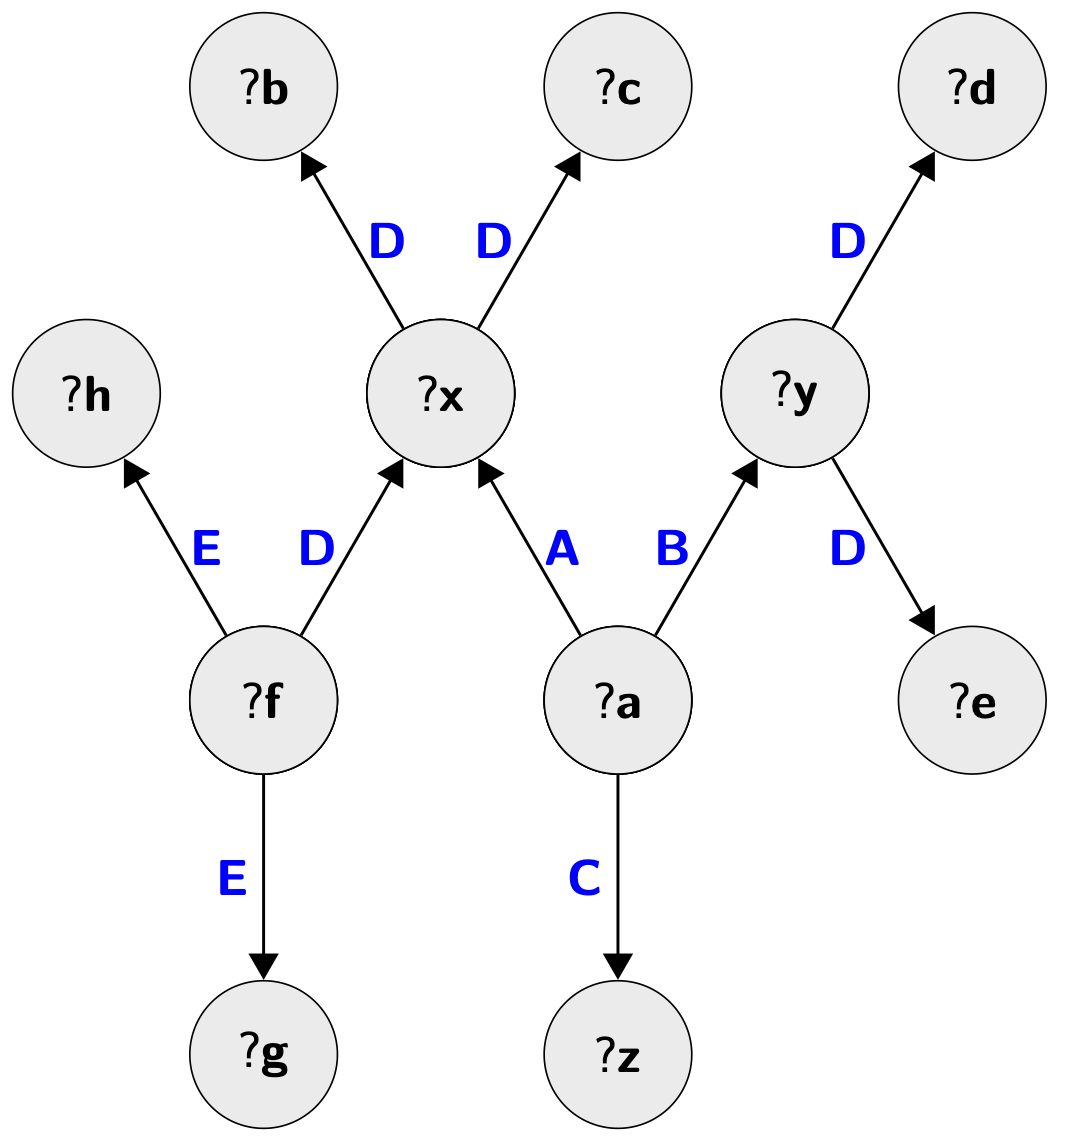 ?b ?c ?d
D D D
?h ?x ?y
E D A B D
?f ?a ?e
E C
?g ?z